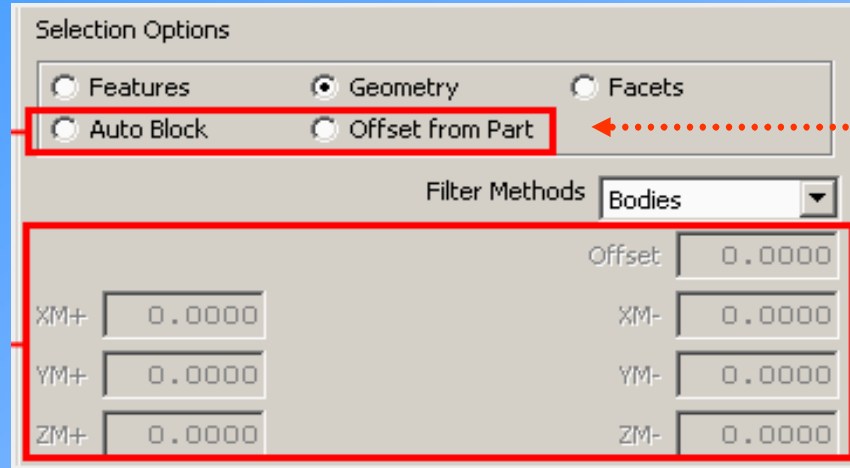 Selection Options
Features Geometry Facets
Auto Block Offset from Part
Filter Methods Bodies
Offset 0.0000
XM+ 0.0000 XM- 0.0000
YM+ 0.0000 YM- 0.0000
ZM+ 0.0000 ZM- 0.0000